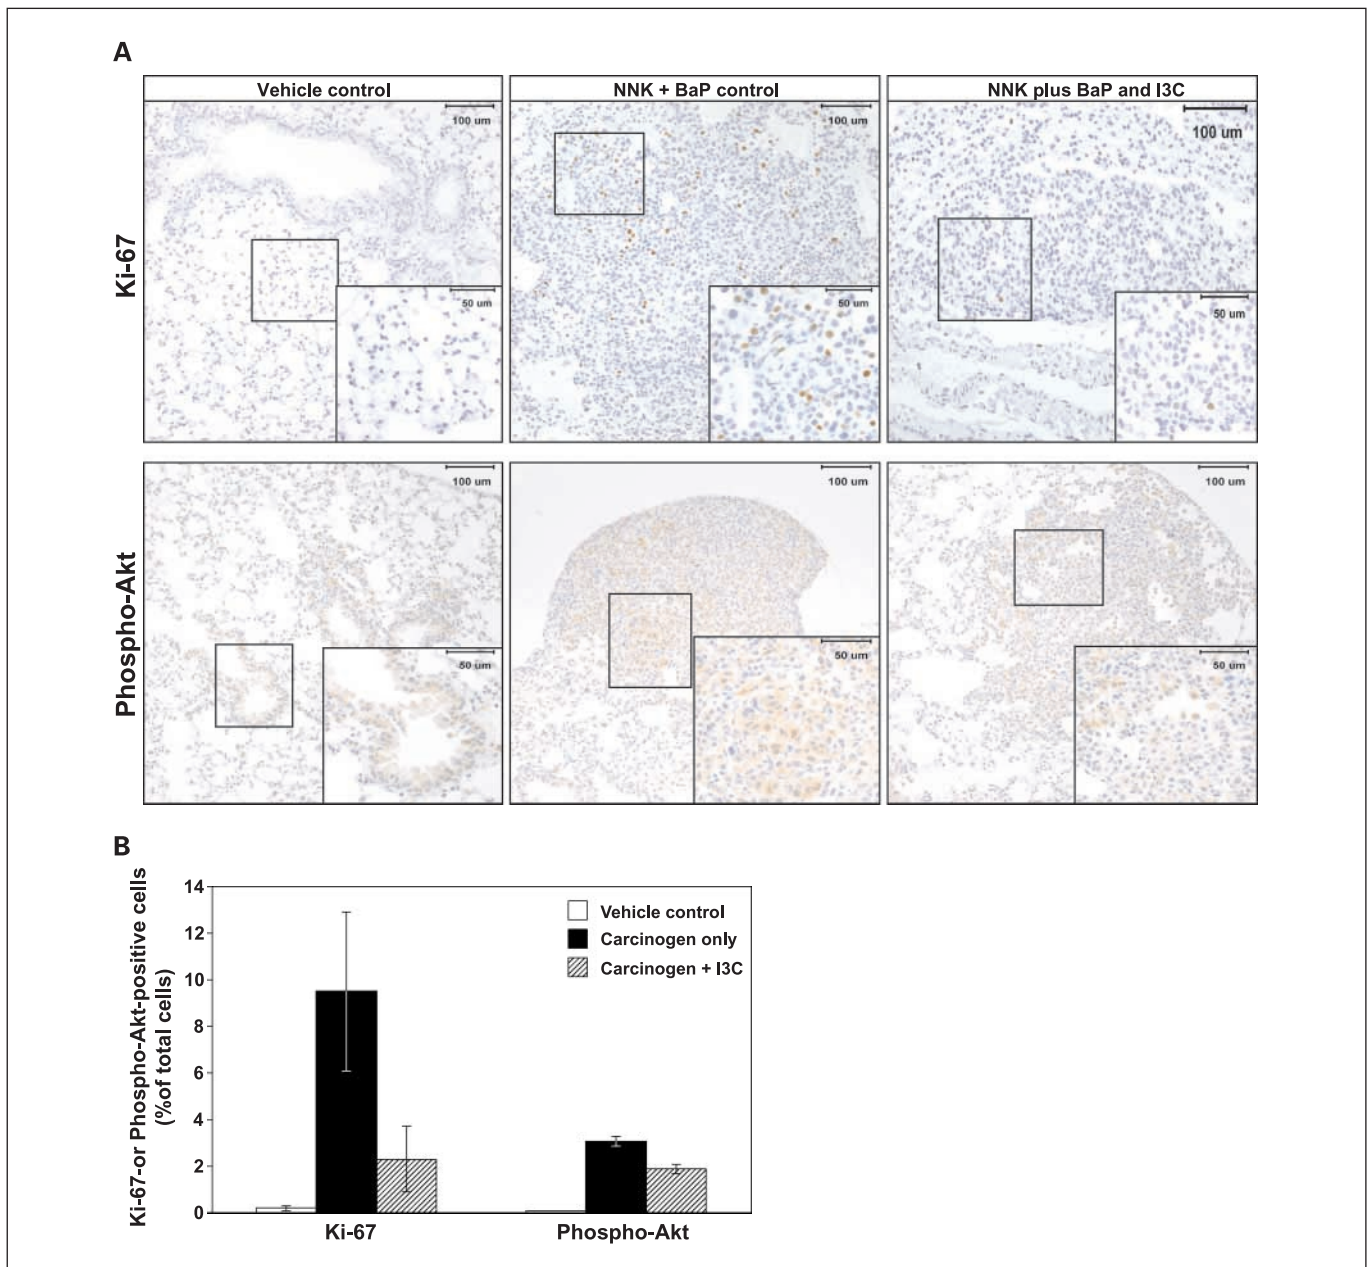 A
Vehicle control
NNK + BaP control
NNK plus BaP and I3C
Ki-67
100 um
50 um
100 um
50 um
100 um
50 um
Phospho-Akt
100 um
50 um
100 um
50 um
100 um
50 um
B
Ki-67-or Phospho-Akt-positive cells
(%of total cells)
14
12
10
8
6
4
2
0
Vehicle control
Carcinogen only
Carcinogen + I3C
Ki-67
Phospho-Akt